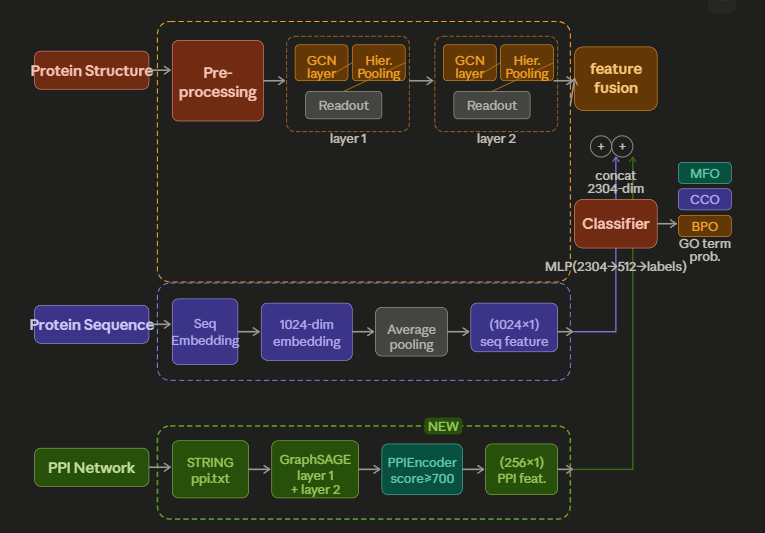 Protein Structure
Pre-
processing
GCN
layer
Hier.
Pooling
Readout
layer 1
GCN
layer
Hier.
Pooling
Readout
layer 2
feature
fusion
+
+
concat
2304-dim
Classifier
MFO
CCO
BPO
GO term
prob.
MLP(2304→512→labels)
Protein Sequence
Seq
Embedding
1024-dim
embedding
Average
pooling
(1024×1)
seq feature
NEW
PPI Network
STRING
ppi.txt
GraphSAGE
layer 1
+ layer 2
PPIEncoder
score≥700
(256×1)
PPI feat.